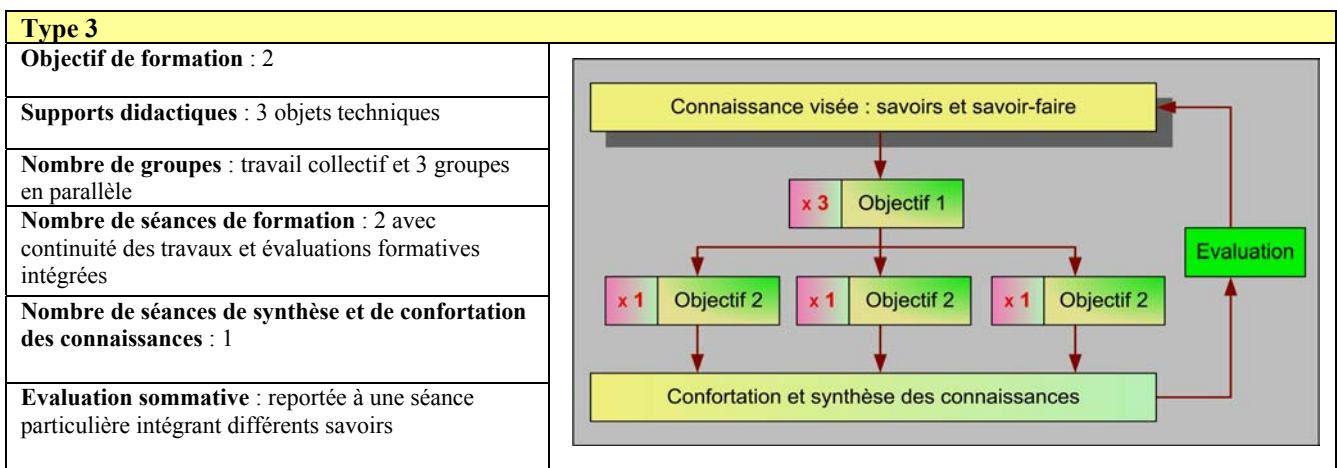 Type 3
Objectif de formation : 2
Supports didactiques : 3 objets techniques
Nombre de groupes : travail collectif et 3 groupes
en parallèle
Nombre de séances de formation : 2 avec
continuité des travaux et évaluations formatives
intégrées
Nombre de séances de synthèse et de confortation
des connaissances : 1
Evaluation sommative : reportée à une séance
particulière intégrant différents savoirs
Connaissance visée : savoirs et savoir-faire
x 3 Objectif 1
Evaluation
x 1 Objectif 2 x 1 Objectif 2 x 1 Objectif 2
Confortation et synthèse des connaissances